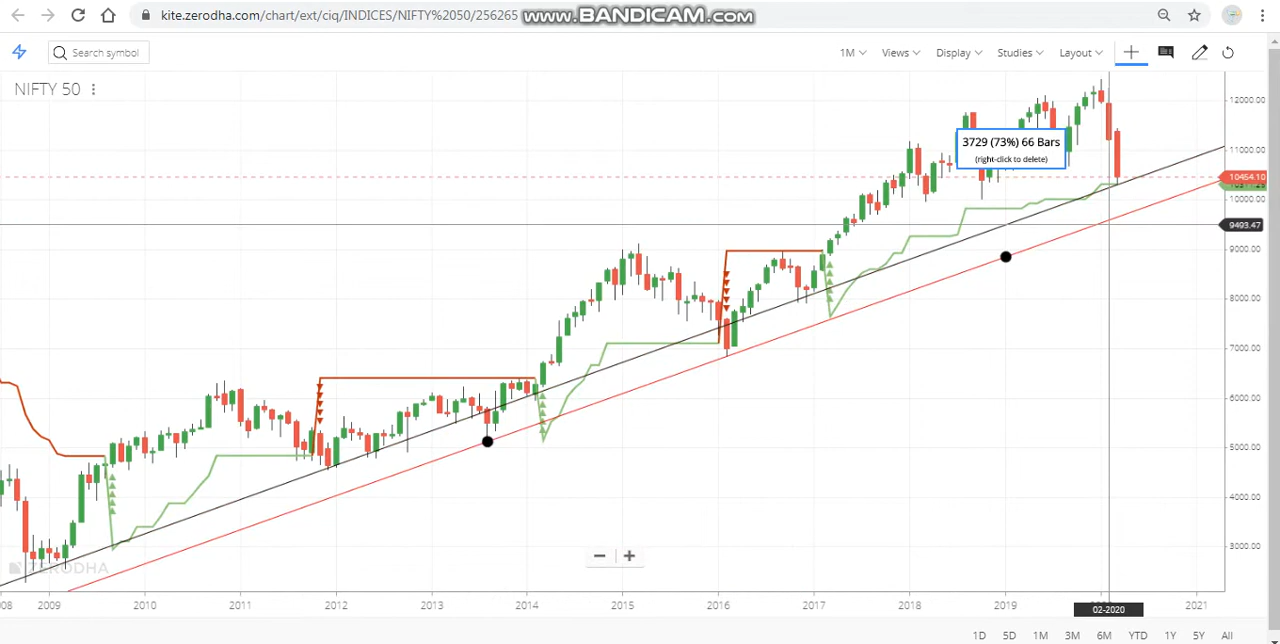 kite.zerodha.com/chart/ext/ciq/INDICES/NIFTY%2050/256265
www.BANDICAM.com
Search symbol
1M Views Display Studies Layout
NIFTY 50
3729 (73%) 66 Bars
(right-click to delete)
12000.00
11000.00
10454.10
10000.00
9493.47
9000.00
8000.00
7000.00
6000.00
5000.00
4000.00
3000.00
ZERODHA
08 2009 2010 2011 2012 2013 2014 2015 2016 2017 2018 2019 2021
02-2020
1D 5D 1M 3M 6M YTD 1Y 5Y All